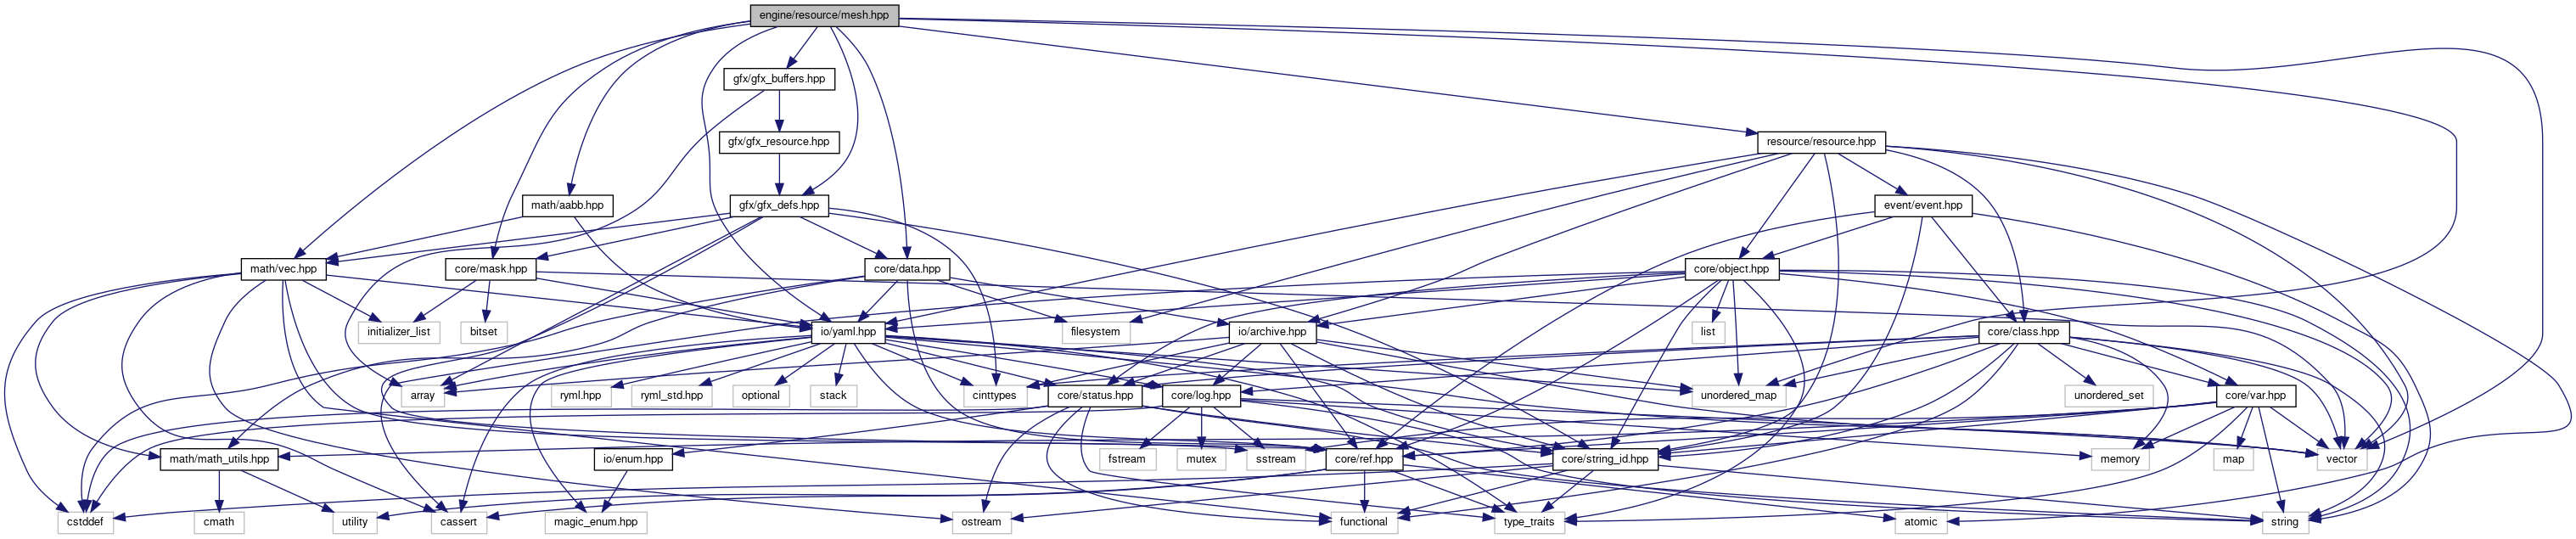 engine/resource/mesh.hpp
gfx/gfx_buffers.hpp
gfx/gfx_resource.hpp
resource/resource.hpp
math/aabb.hpp
gfx/gfx_defs.hpp
event/event.hpp
math/vec.hpp
core/mask.hpp
core/data.hpp
core/object.hpp
initializer_list
bitset
io/yaml.hpp
filesystem
io/archive.hpp
list
core/class.hpp
array
ryml.hpp
ryml_std.hpp
optional
stack
cinttypes
core/status.hpp
core/log.hpp
unordered_map
unordered_set
core/var.hpp
math/math_utils.hpp
io/enum.hpp
fstream
mutex
sstream
core/ref.hpp
core/string_id.hpp
memory
map
vector
cstddef
cmath
utility
cassert
magic_enum.hpp
ostream
functional
type_traits
atomic
string